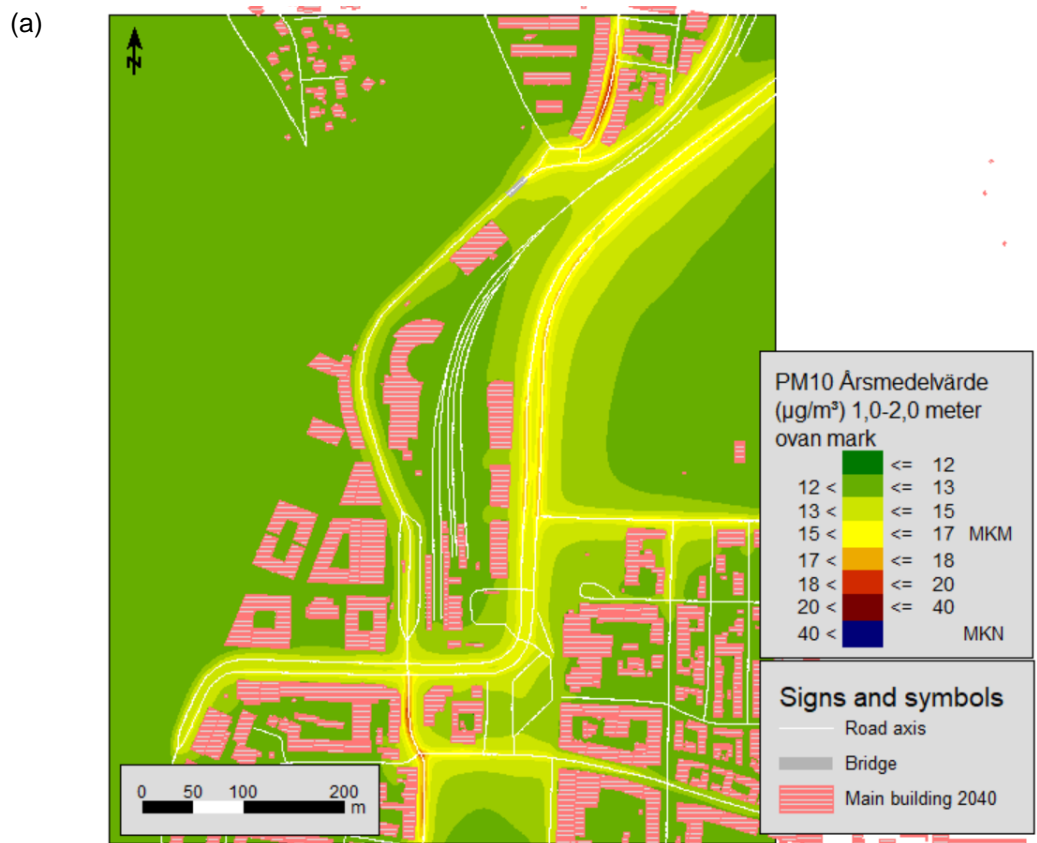 (a)
N
PM10 Årsmedelvärde
(µg/m³) 1,0-2,0 meter
ovan mark
<= 12
12 < <= 13
13 < <= 15
15 < <= 17 MKM
17 < <= 18
18 < <= 20
20 < <= 40
40 < MKN
Signs and symbols
Road axis
Bridge
Main building 2040
0 50 100 200
m